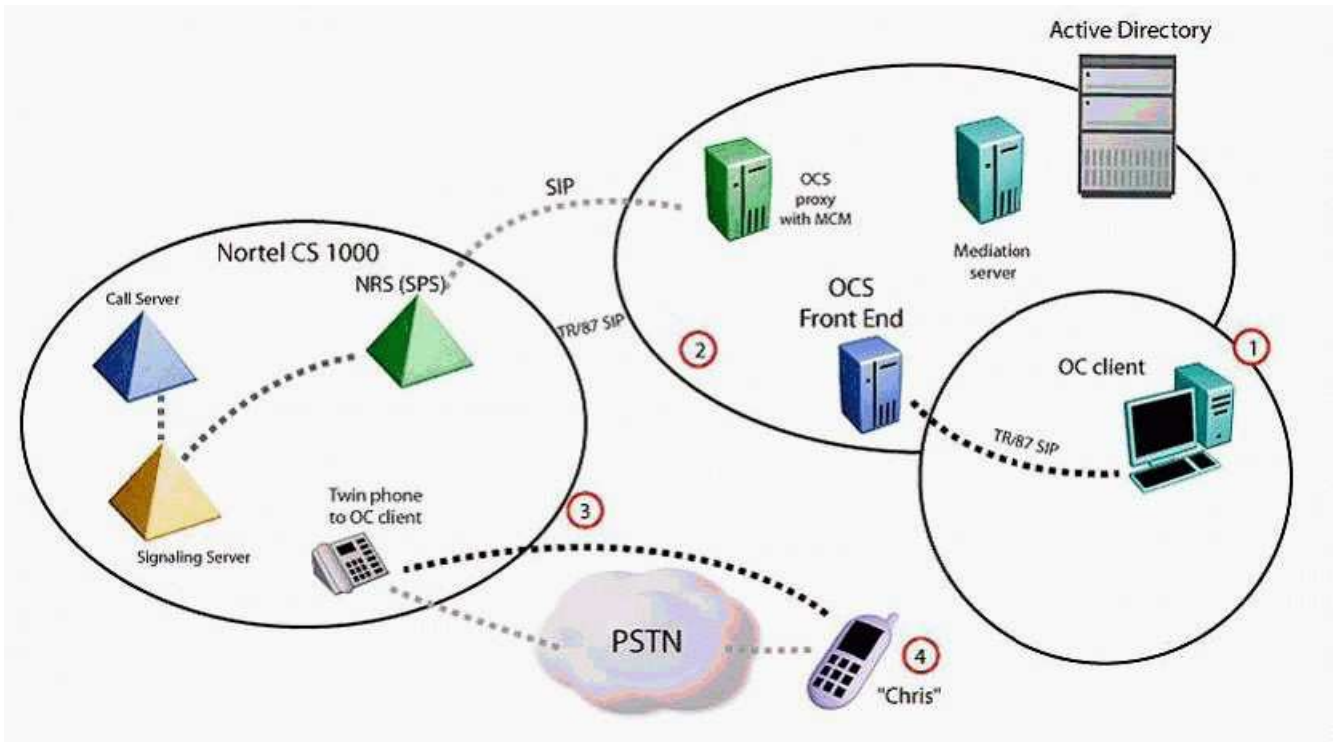 Active Directory
SIP
OCS
proxy
with MCM
Mediation
server
Nortel CS 1000
NRS (SPS)
Call Server
TR/87 SIP
OCS
Front End
2
1
OC client
TR/87 SIP
Twin phone
to OC client
3
Signaling Server
PSTN
4
"Chris"